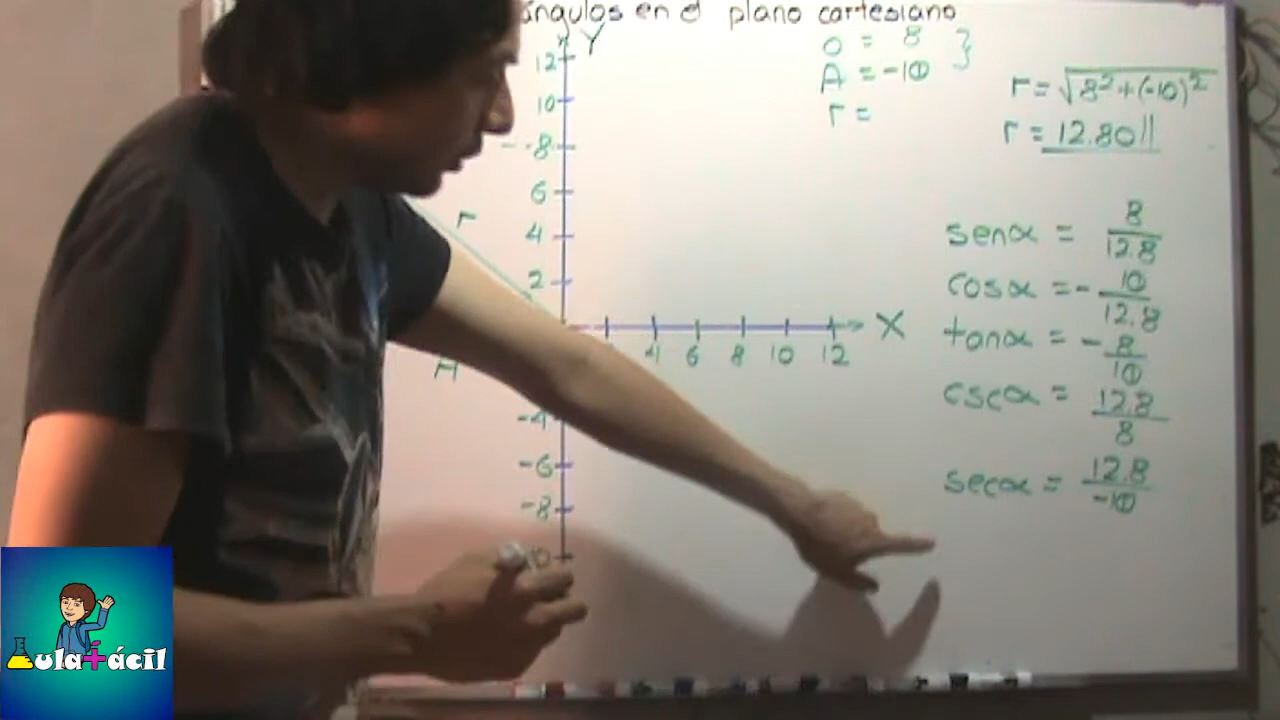 ángulos en el plano cartesiano
Y
O = 8
A = -10
r =
r = √8²+(-10)²
r = 12.80
12
10
8
6
4
2
r
A
4 6 8 10 12
X
-4
-6
-8
senα = 8/12.8
cosα = - 10/12.8
tanα = - 8/10
cscα = 12.8/8
secα = 12.8/-10
Aula+ácil